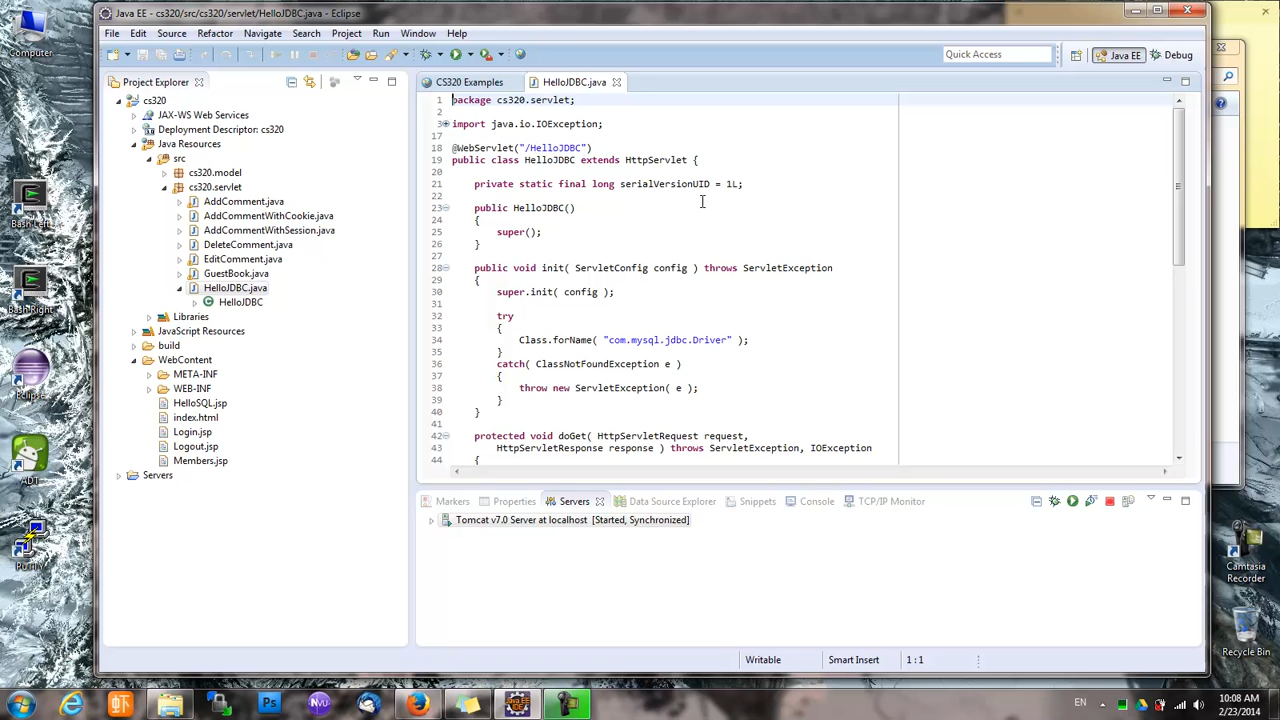 Java EE - cs320/src/cs320/servlet/HelloJDBC.java - Eclipse
File Edit Source Refactor Navigate Search Project Run Window Help
Quick Access
Java EE
Debug
Project Explorer
CS320 Examples
HelloJDBC.java
cs320
JAX-WS Web Services
Deployment Descriptor: cs320
Java Resources
src
cs320.model
cs320.servlet
AddComment.java
AddCommentWithCookie.java
AddCommentWithSession.java
DeleteComment.java
EditComment.java
GuestBook.java
HelloJDBC.java
HelloJDBC
Libraries
JavaScript Resources
build
WebContent
META-INF
WEB-INF
HelloSQL.jsp
index.html
Login.jsp
Logout.jsp
Members.jsp
Servers
1 package cs320.servlet;
2
3 import java.io.IOException;
17
18 @WebServlet("/HelloJDBC")
19 public class HelloJDBC extends HttpServlet {
20
21 private static final long serialVersionUID = 1L;
22
23 public HelloJDBC()
24 {
25 super();
26 }
27
28 public void init( ServletConfig config ) throws ServletException
29 {
30 super.init( config );
31
32 try
33 {
34 Class.forName( "com.mysql.jdbc.Driver" );
35 }
36 catch( ClassNotFoundException e )
37 {
38 throw new ServletException( e );
39 }
40 }
41
42 protected void doGet( HttpServletRequest request,
43 HttpServletResponse response ) throws ServletException, IOException
44 {
Markers Properties Servers Data Source Explorer Snippets Console TCP/IP Monitor
Tomcat v7.0 Server at localhost [Started, Synchronized]
Writable
Smart Insert
1 : 1
Computer
Bash Left
Bash Right
Eclipse
ADT
PuTTY
Camtasia
Recorder
Recycle Bin
EN
10:08 AM
2/23/2014